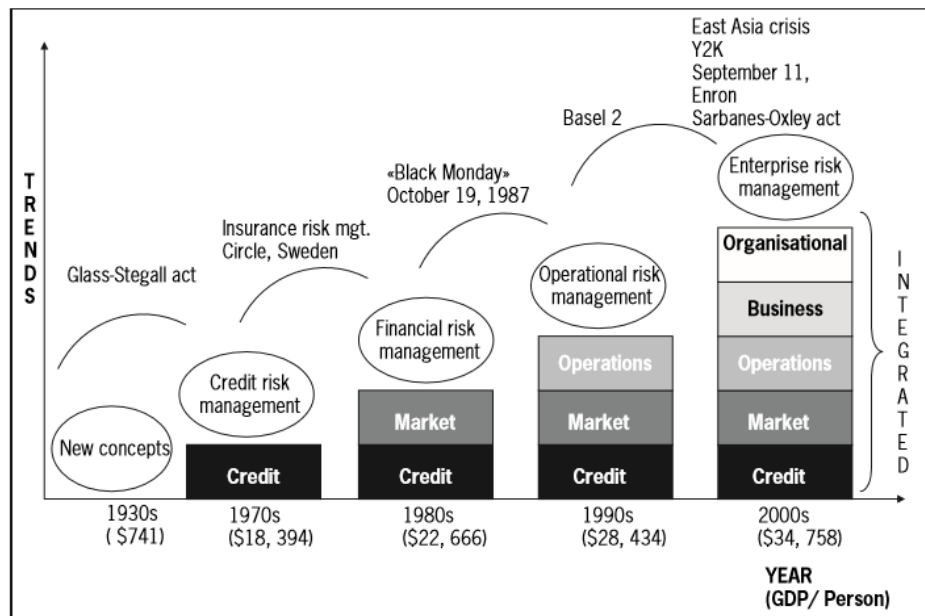 East Asia crisis
Y2K
September 11,
Enron
Sarbanes-Oxley act
Basel 2
Enterprise risk
management
«Black Monday»
October 19, 1987
TRENDS
Insurance risk mgt.
Circle, Sweden
Organisational
Glass-Stegall act
Operational risk
management
INTEGRATED
Business
Financial risk
management
Operations
Operations
Credit risk
management
Market
Market
Market
New concepts
Credit
Credit
Credit
Credit
1930s
( $741)
1970s
($18, 394)
1980s
($22, 666)
1990s
($28, 434)
2000s
($34, 758)
YEAR
(GDP/ Person)